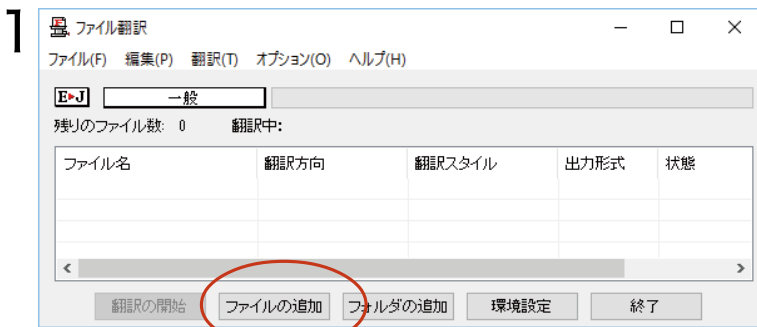 1
ファイル翻訳
ファイル(F) 編集(P) 翻訳(T) オプション(O) ヘルプ(H)
E▸J 一般
残りのファイル数: 0 翻訳中:
ファイル名 翻訳方向 翻訳スタイル 出力形式 状態
翻訳の開始 ファイルの追加 フォルダの追加 環境設定 終了